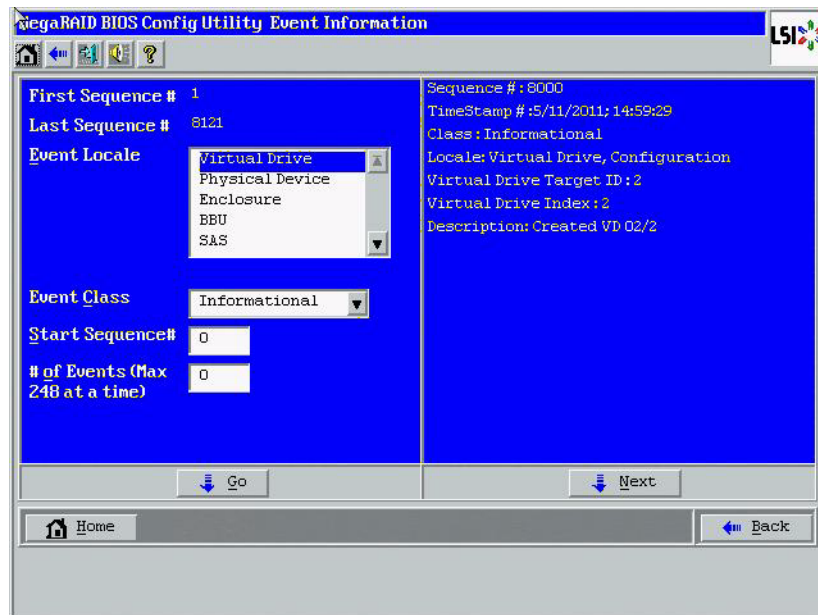 MegaRAID BIOS Config Utility Event Information
LSI
First Sequence # 1
Last Sequence # 8121
Event Locale
Virtual Drive
Physical Device
Enclosure
BBU
SAS
Event Class
Informational
Start Sequence#
0
# of Events (Max
248 at a time)
0
Go
Sequence #:8000
TimeStamp #:5/11/2011; 14:59:29
Class: Informational
Locale: Virtual Drive, Configuration
Virtual Drive Target ID:2
Virtual Drive Index:2
Description: Created VD 02/2
Next
Home
Back